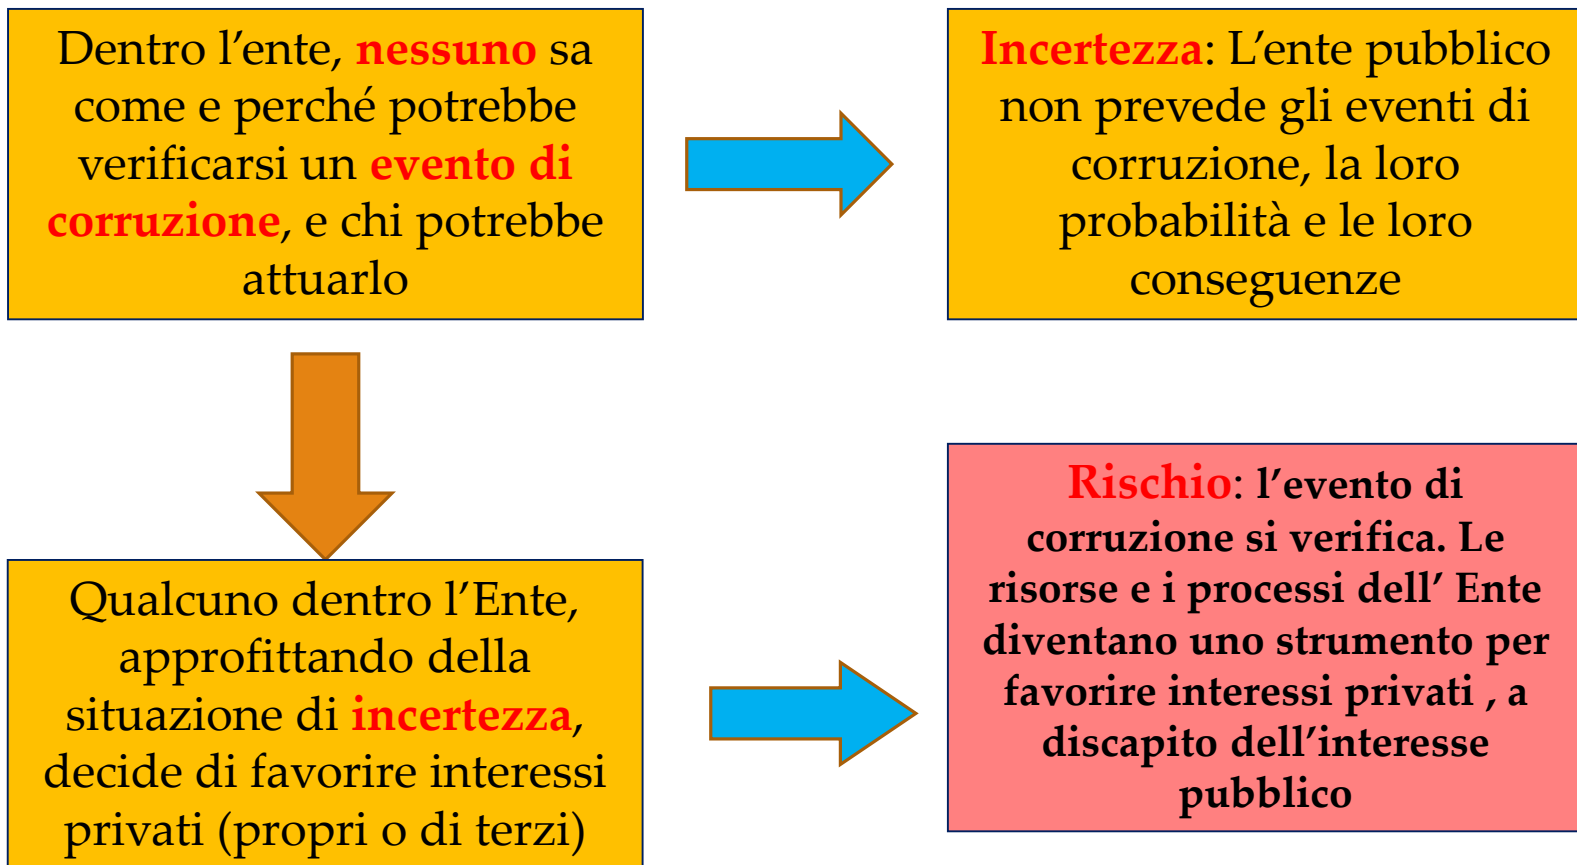 Dentro l’ente, nessuno sa
come e perché potrebbe
verificarsi un evento di
corruzione, e chi potrebbe
attuarlo
Incertezza: L’ente pubblico
non prevede gli eventi di
corruzione, la loro
probabilità e le loro
conseguenze
Qualcuno dentro l’Ente,
approfittando della
situazione di incertezza,
decide di favorire interessi
privati (propri o di terzi)
Rischio: l’evento di
corruzione si verifica. Le
risorse e i processi dell’ Ente
diventano uno strumento per
favorire interessi privati , a
discapito dell’interesse
pubblico